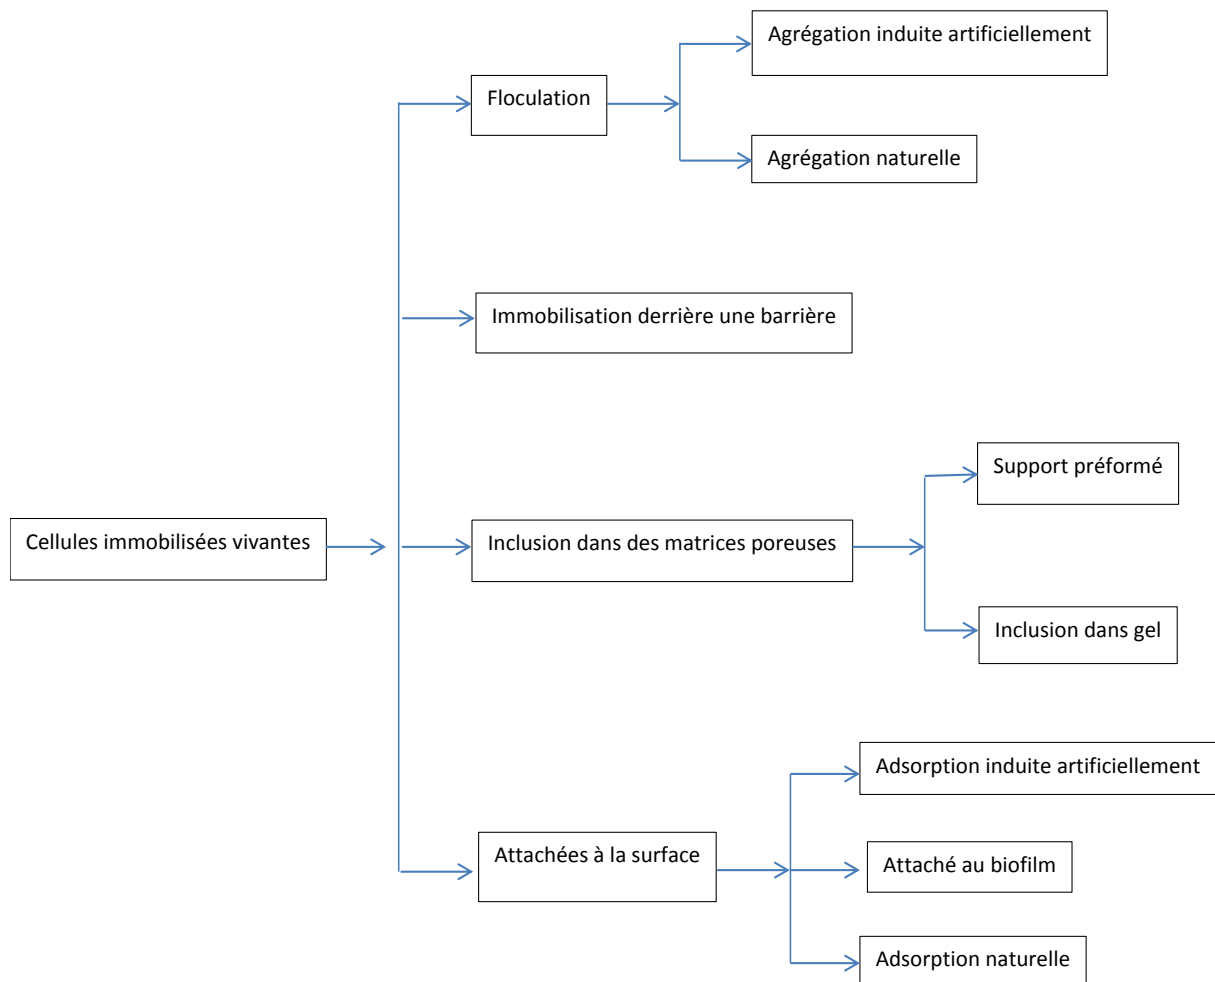 Agrégation induite artificiellement
Floculation
Agrégation naturelle
Immobilisation derrière une barrière
Support préformé
Cellules immobilisées vivantes
Inclusion dans des matrices poreuses
Inclusion dans gel
Adsorption induite artificiellement
Attachées à la surface
Attaché au biofilm
Adsorption naturelle